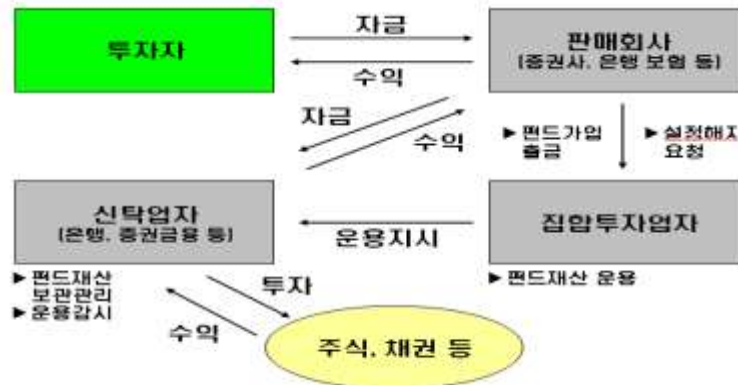 투자자
자금
수익
판매회사
(증권사, 은행 보험 등)
자금
수익
▶ 펀드가입
출금
▶ 설정해지
요청
신탁업자
(은행, 증권금융 등)
운용지시
집합투자업자
▶ 펀드재산
보관관리
▶ 운용감시
투자
수익
▶ 펀드재산 운용
주식, 채권 등